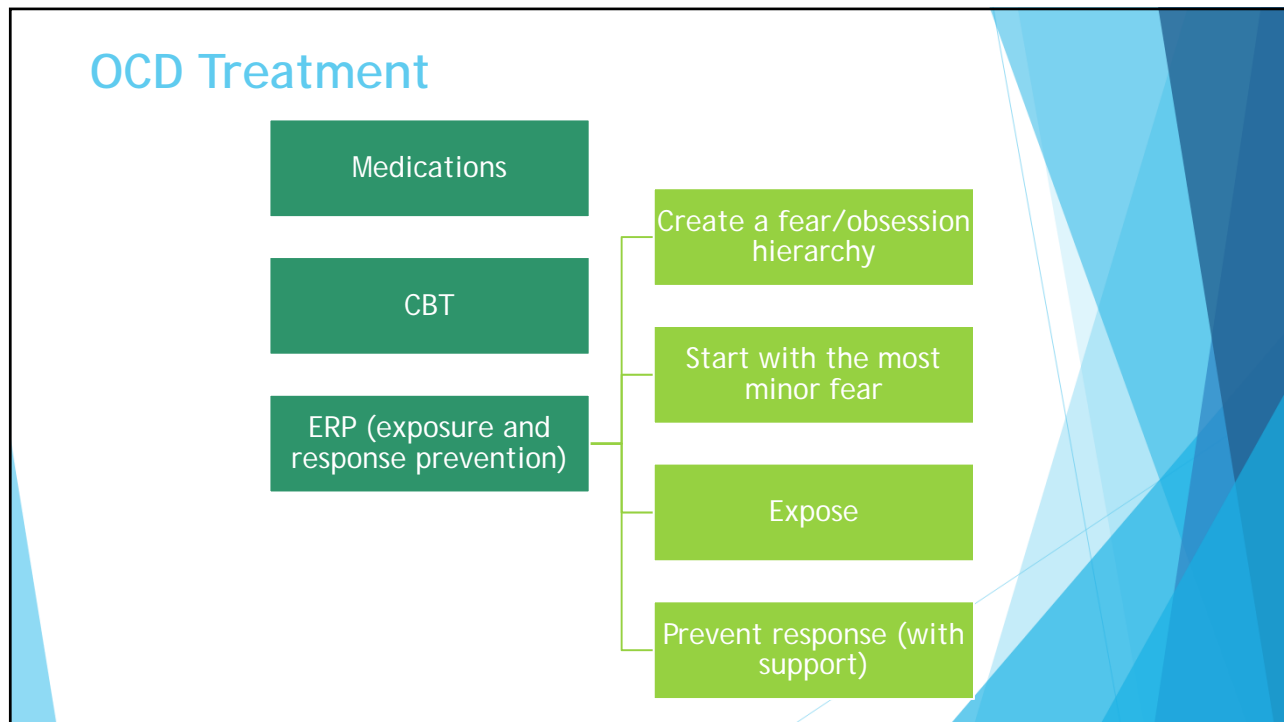 OCD Treatment
Medications
CBT
ERP (exposure and
response prevention)
Create a fear/obsession
hierarchy
Start with the most
minor fear
Expose
Prevent response (with
support)